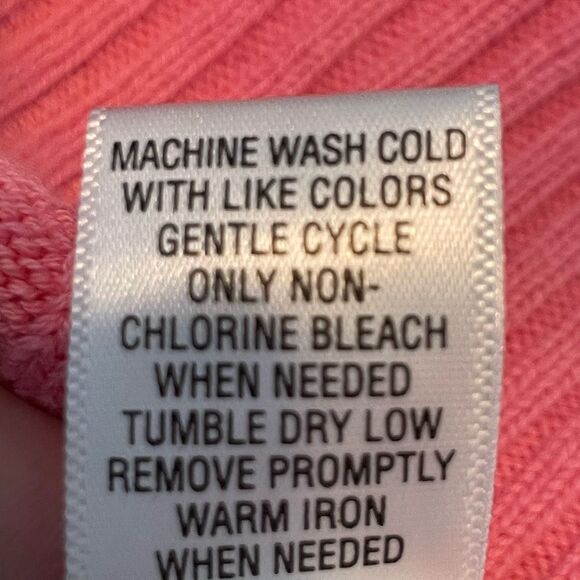 MACHINE WASH COLD
WITH LIKE COLORS
GENTLE CYCLE
ONLY NON-
CHLORINE BLEACH
WHEN NEEDED
TUMBLE DRY LOW
REMOVE PROMPTLY
WARM IRON
WHEN NEEDED